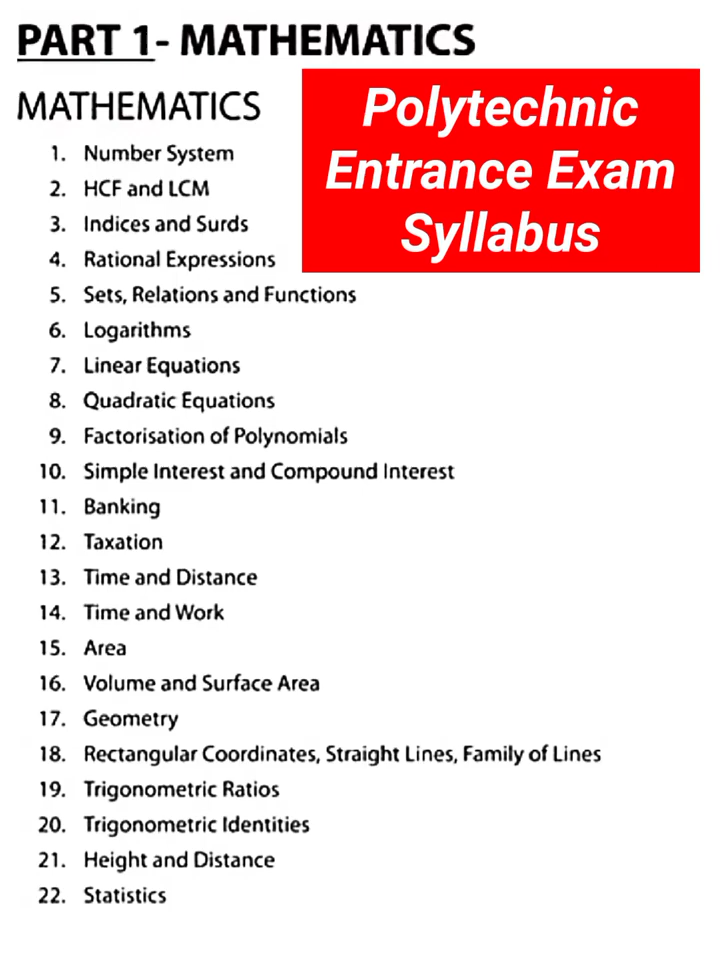 PART 1- MATHEMATICS
MATHEMATICS
Polytechnic
Entrance Exam
Syllabus
1. Number System
2. HCF and LCM
3. Indices and Surds
4. Rational Expressions
5. Sets, Relations and Functions
6. Logarithms
7. Linear Equations
8. Quadratic Equations
9. Factorisation of Polynomials
10. Simple Interest and Compound Interest
11. Banking
12. Taxation
13. Time and Distance
14. Time and Work
15. Area
16. Volume and Surface Area
17. Geometry
18. Rectangular Coordinates, Straight Lines, Family of Lines
19. Trigonometric Ratios
20. Trigonometric Identities
21. Height and Distance
22. Statistics